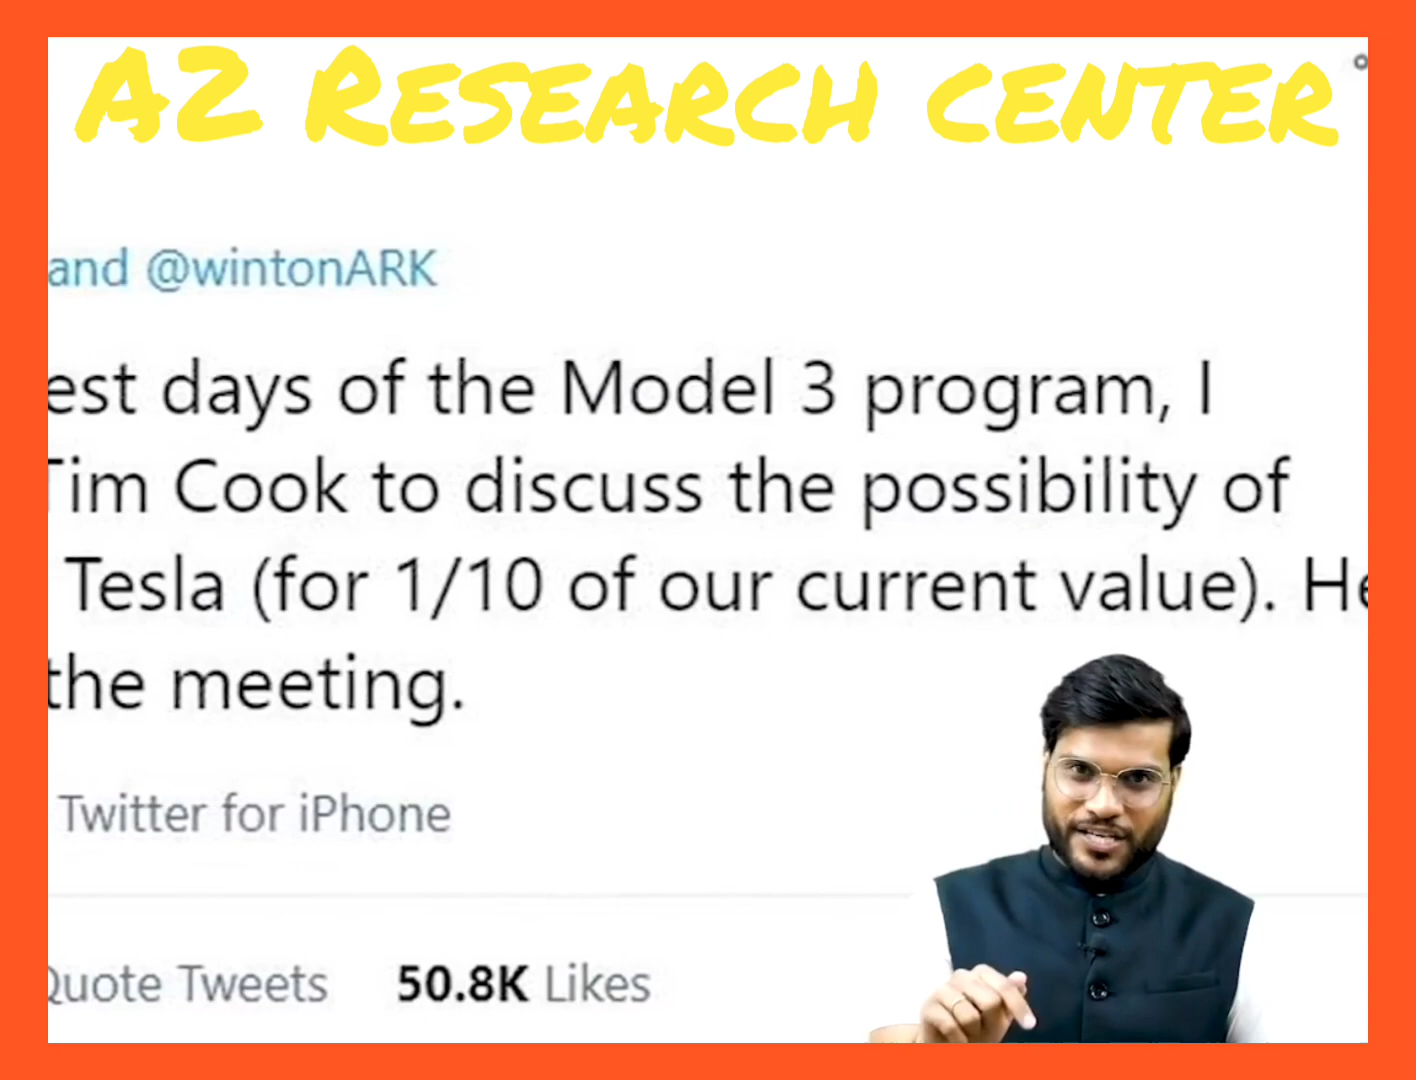 A2 RESEARCH CENTER
and @wintonARK
est days of the Model 3 program, I
Tim Cook to discuss the possibility of
Tesla (for 1/10 of our current value). He
the meeting.
Twitter for iPhone
Quote Tweets 50.8K Likes